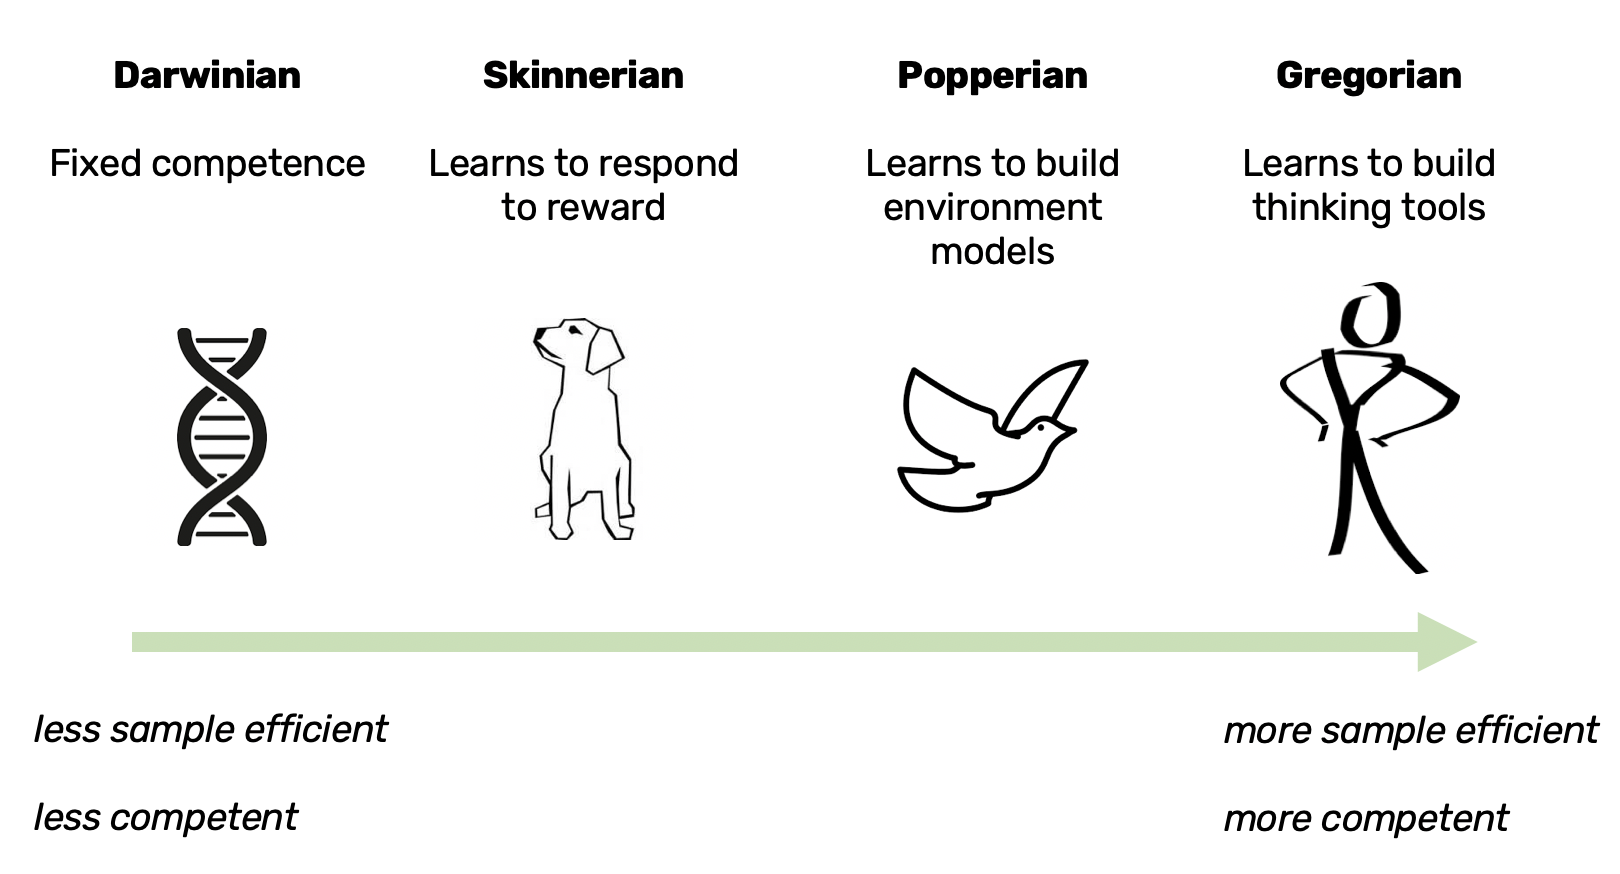 Darwinian
Fixed competence
Skinnerian
Learns to respond
to reward
Popperian
Learns to build
environment
models
Gregorian
Learns to build
thinking tools
less sample efficient
less competent
more sample efficient
more competent